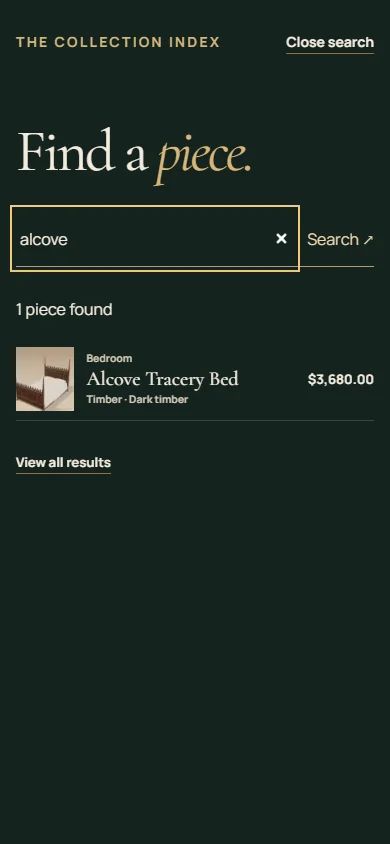 THE COLLECTION INDEX
Close search
Find a piece.
alcove ×
Search ↗
1 piece found
Bedroom
Alcove Tracery Bed
$3,680.00
Timber · Dark timber
View all results